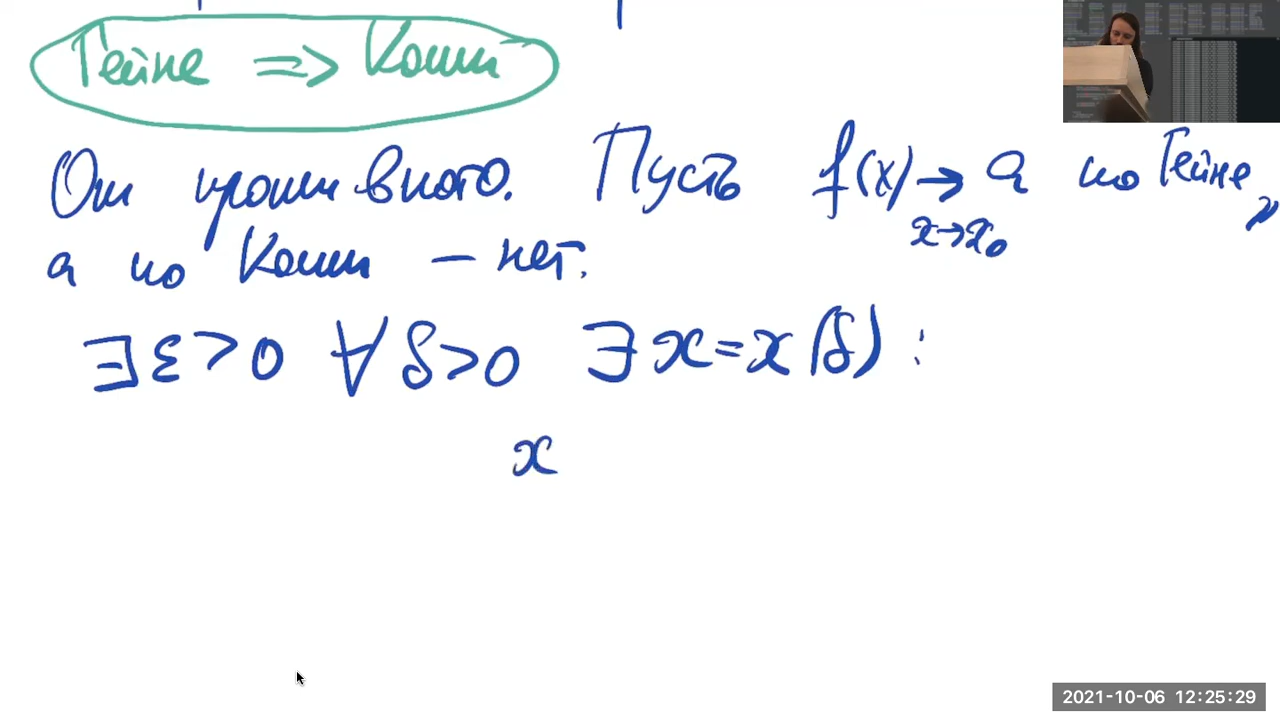 Гейне => Коши
От противного. Пусть f(x) → a по Гейне,
x→x₀
а по Коши – нет.
∃ε>0 ∀δ>0 ∃x=x(δ) :
x
2021-10-06 12:25:29